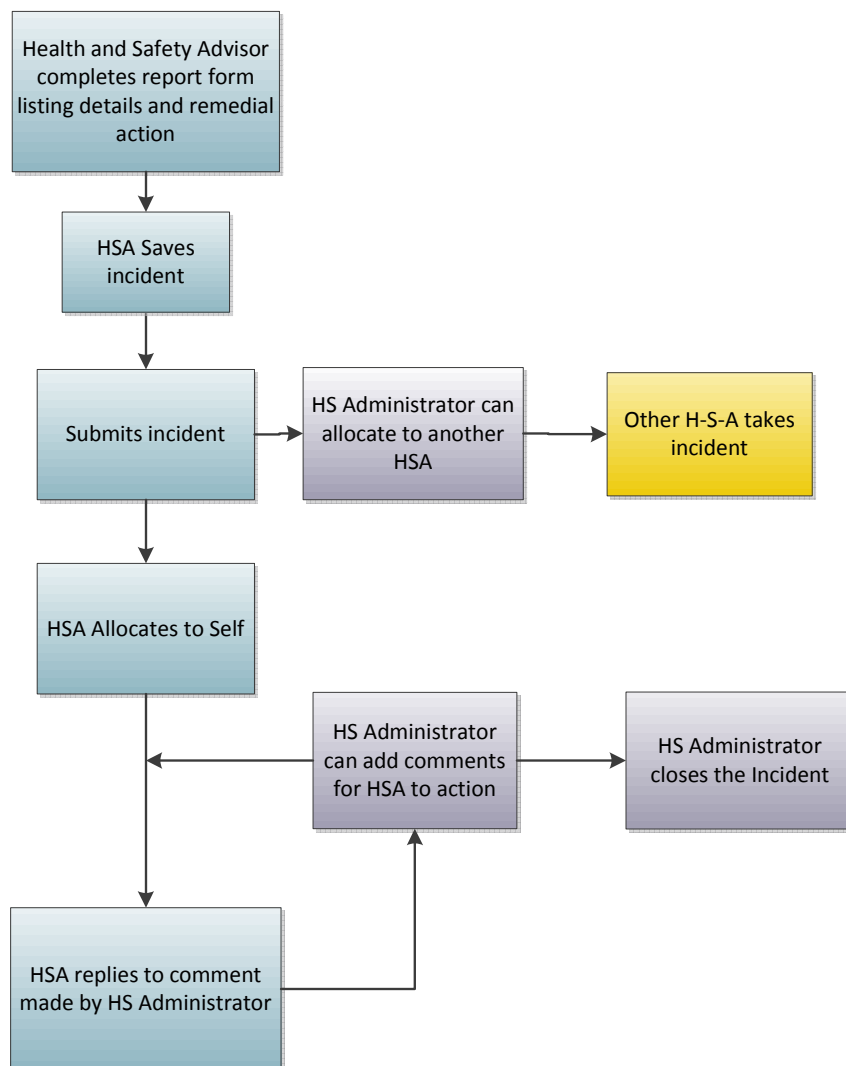 Health and Safety Advisor
completes report form
listing details and remedial
action
HSA Saves
incident
Submits incident
HS Administrator can
allocate to another
HSA
Other H-S-A takes
incident
HSA Allocates to Self
HS Administrator
can add comments
for HSA to action
HS Administrator
closes the Incident
HSA replies to comment
made by HS Administrator